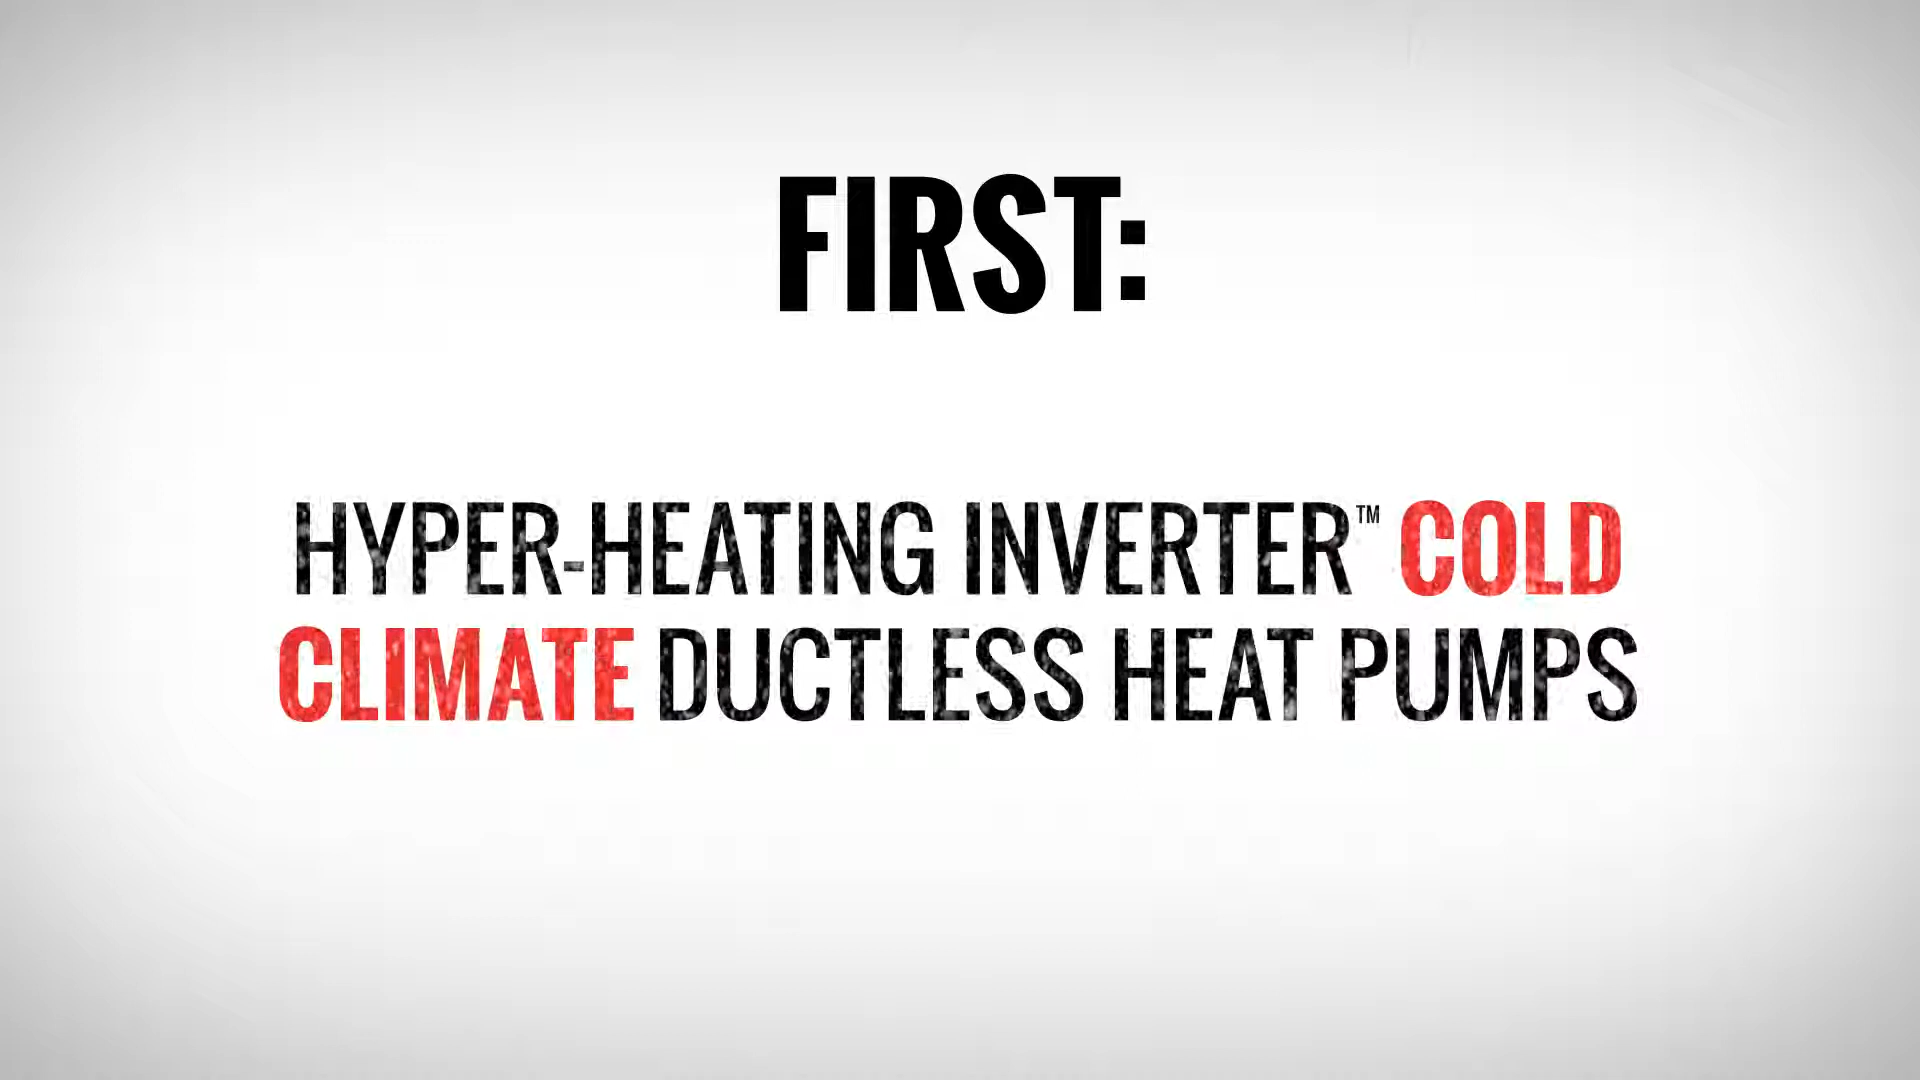 FIRST:
HYPER-HEATING INVERTER™ COLD
CLIMATE DUCTLESS HEAT PUMPS